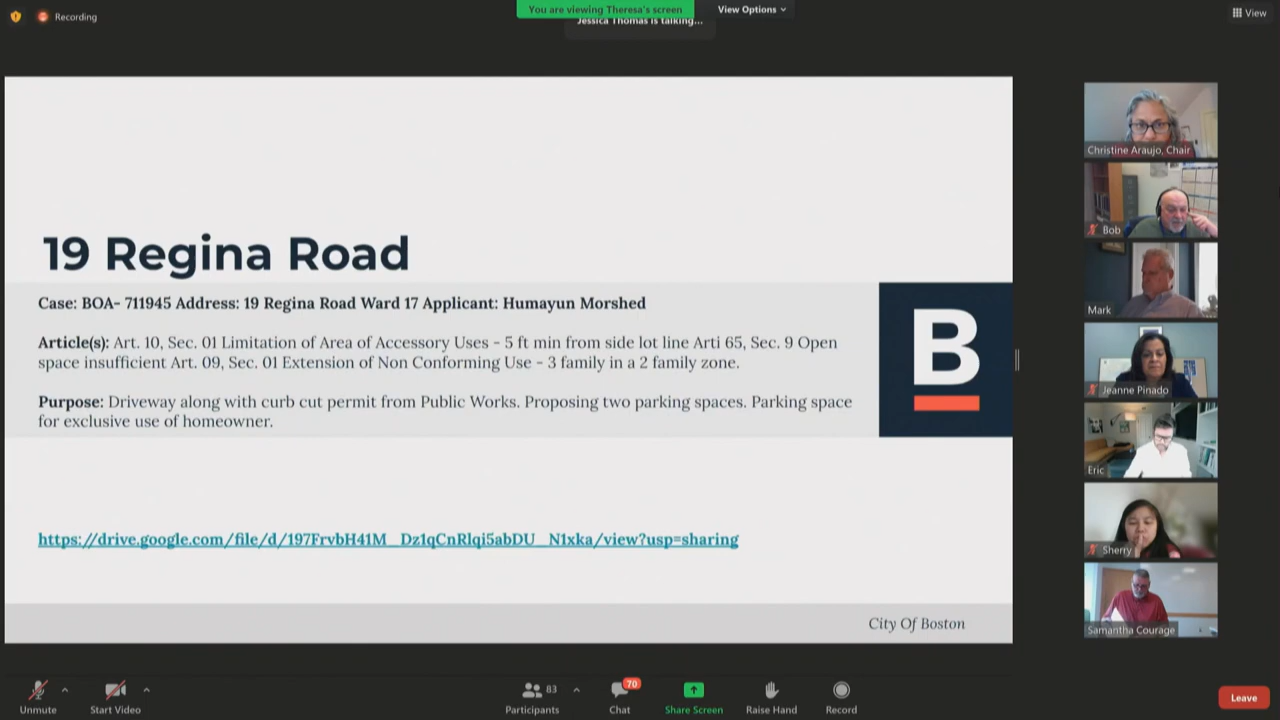 Recording
You are viewing Theresa's screen
View Options
Jessica Thomas is talking...
View
19 Regina Road
Case: BOA- 711945 Address: 19 Regina Road Ward 17 Applicant: Humayun Morshed
Article(s): Art. 10, Sec. 01 Limitation of Area of Accessory Uses - 5 ft min from side lot line Arti 65, Sec. 9 Open
space insufficient Art. 09, Sec. 01 Extension of Non Conforming Use - 3 family in a 2 family zone.
Purpose: Driveway along with curb cut permit from Public Works. Proposing two parking spaces. Parking space
for exclusive use of homeowner.
B
https://drive.google.com/file/d/197FrvbH41M_Dz1qCnRlqi5abDU_N1xka/view?usp=sharing
City Of Boston
Christine Araujo, Chair
Bob
Mark
Jeanne Pinado
Eric
Sherry
Samantha Courage
Unmute
Start Video
83
Participants
70
Chat
Share Screen
Raise Hand
Record
Leave